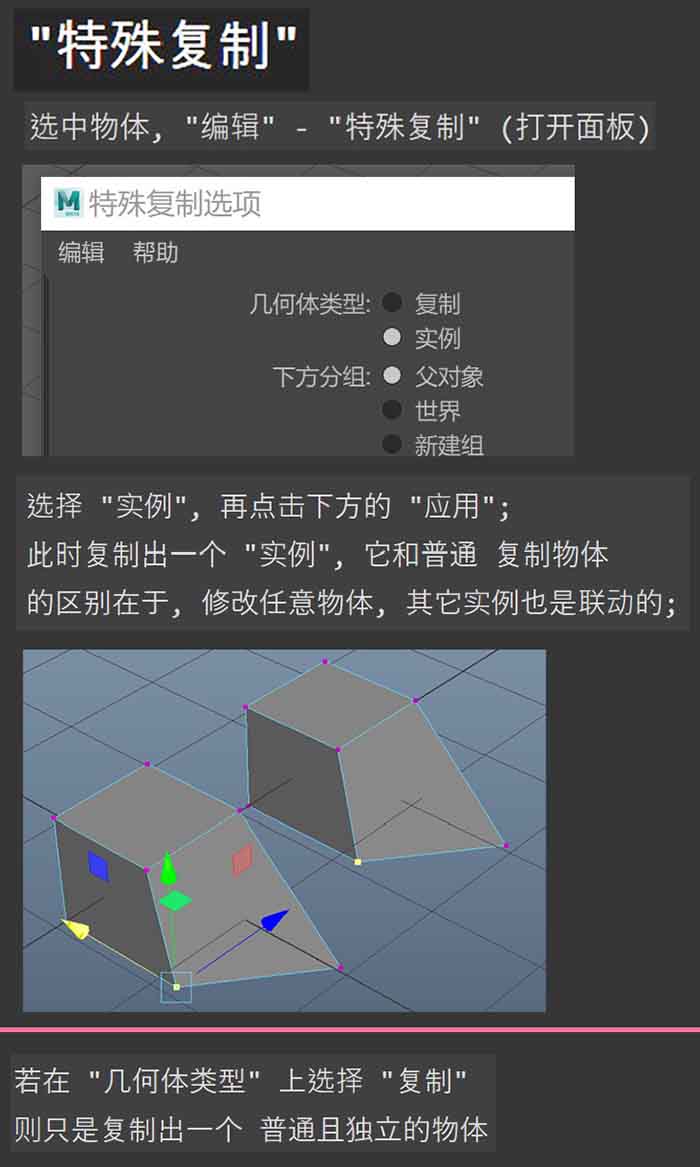 "特殊复制"
选中物体, "编辑" - "特殊复制" (打开面板)
特殊复制选项
编辑 帮助
几何体类型: 复制
实例
下方分组: 父对象
世界
新建组
选择 "实例", 再点击下方的 "应用";
此时复制出一个 "实例", 它和普通 复制物体
的区别在于, 修改任意物体, 其它实例也是联动的;
若在 "几何体类型" 上选择 "复制"
则只是复制出一个 普通且独立的物体